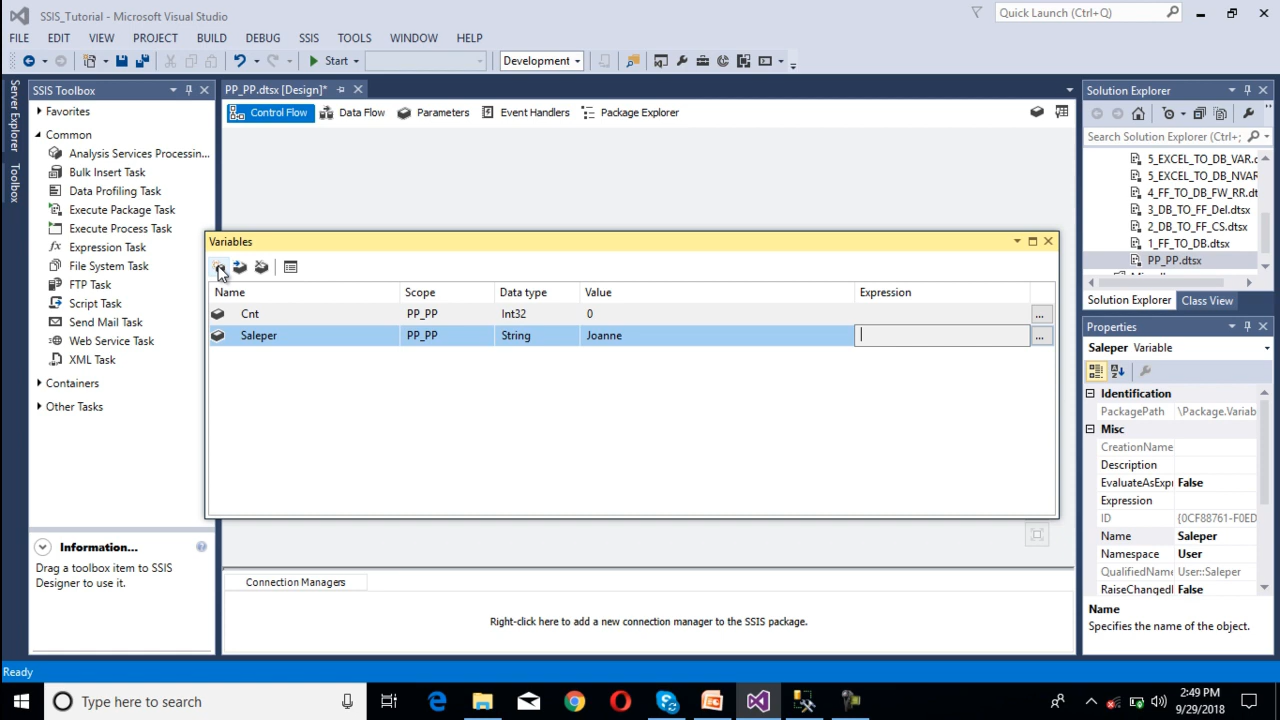 SSIS_Tutorial - Microsoft Visual Studio
Quick Launch (Ctrl+Q)
FILE EDIT VIEW PROJECT BUILD DEBUG SSIS TOOLS WINDOW HELP
Start Development
Server Explorer
Toolbox
SSIS Toolbox
Favorites
Common
Analysis Services Processin...
Bulk Insert Task
Data Profiling Task
Execute Package Task
Execute Process Task
Expression Task
File System Task
FTP Task
Script Task
Send Mail Task
Web Service Task
XML Task
Containers
Other Tasks
Information...
Drag a toolbox item to SSIS
Designer to use it.
PP_PP.dtsx [Design]*
Control Flow Data Flow Parameters Event Handlers Package Explorer
Variables
Name Scope Data type Value Expression
Cnt PP_PP Int32 0 ...
Saleper PP_PP String Joanne ...
Connection Managers
Right-click here to add a new connection manager to the SSIS package.
Solution Explorer
Search Solution Explorer (Ctrl+;
5_EXCEL_TO_DB_VAR.d
5_EXCEL_TO_DB_NVAR
4_FF_TO_DB_FW_RR.dt
3_DB_TO_FF_Del.dtsx
2_DB_TO_FF_CS.dtsx
1_FF_TO_DB.dtsx
PP_PP.dtsx
Solution Explorer Class View
Properties
Saleper Variable
Identification
PackagePath \Package.Variab
Misc
CreationName
Description
EvaluateAsExpr False
Expression
ID {0CF88761-F0ED
Name Saleper
Namespace User
QualifiedName User::Saleper
RaiseChangedE False
Name
Specifies the name of the object.
Ready
Type here to search
2:49 PM
9/29/2018